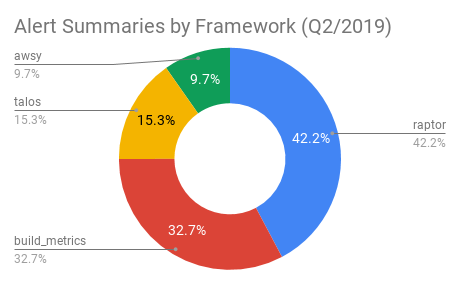 Alert Summaries by Framework (Q2/2019)
awsy
9.7%
talos
15.3%
build_metrics
32.7%
raptor
42.2%
9.7%
15.3%
42.2%
32.7%